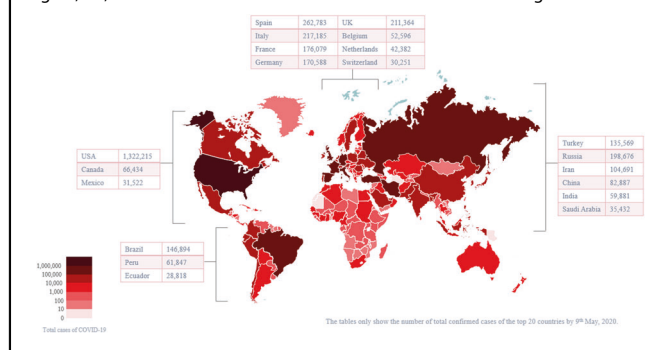 Spain 262,783 UK 211,364
Italy 217,185 Belgium 52,596
France 176,079 Netherlands 42,382
Germany 170,588 Switzerland 30,251
USA 1,322,215
Canada 66,434
Mexico 31,522
Turkey 135,569
Russia 198,676
Iran 104,691
China 82,887
India 59,881
Saudi Arabia 35,432
Brazil 146,894
Peru 61,847
Ecuador 28,818
1,000,000
100,000
10,000
1,000
100
10
0
Total cases of COVID-19
The tables only show the number of total confirmed cases of the top 20 countries by 9th May, 2020.